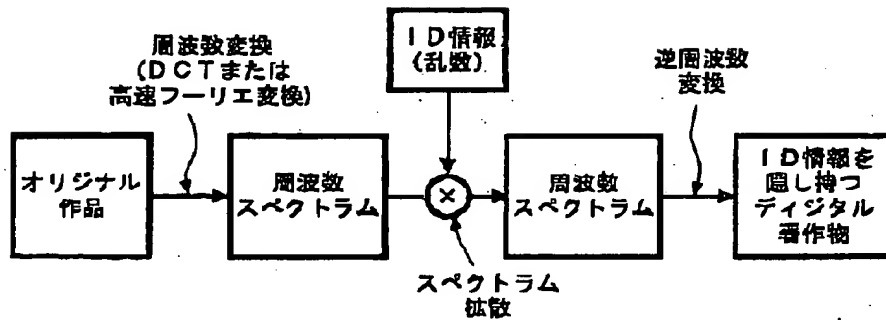 周波数変換
(DCTまたは
高速フーリエ変換)
ID情報
(乱数)
逆周波数
変換
オリジナル
作品
周波数
スペクトラム
×
周波数
スペクトラム
ID情報を
隠し持つ
ディジタル
著作物
スペクトラム
拡散